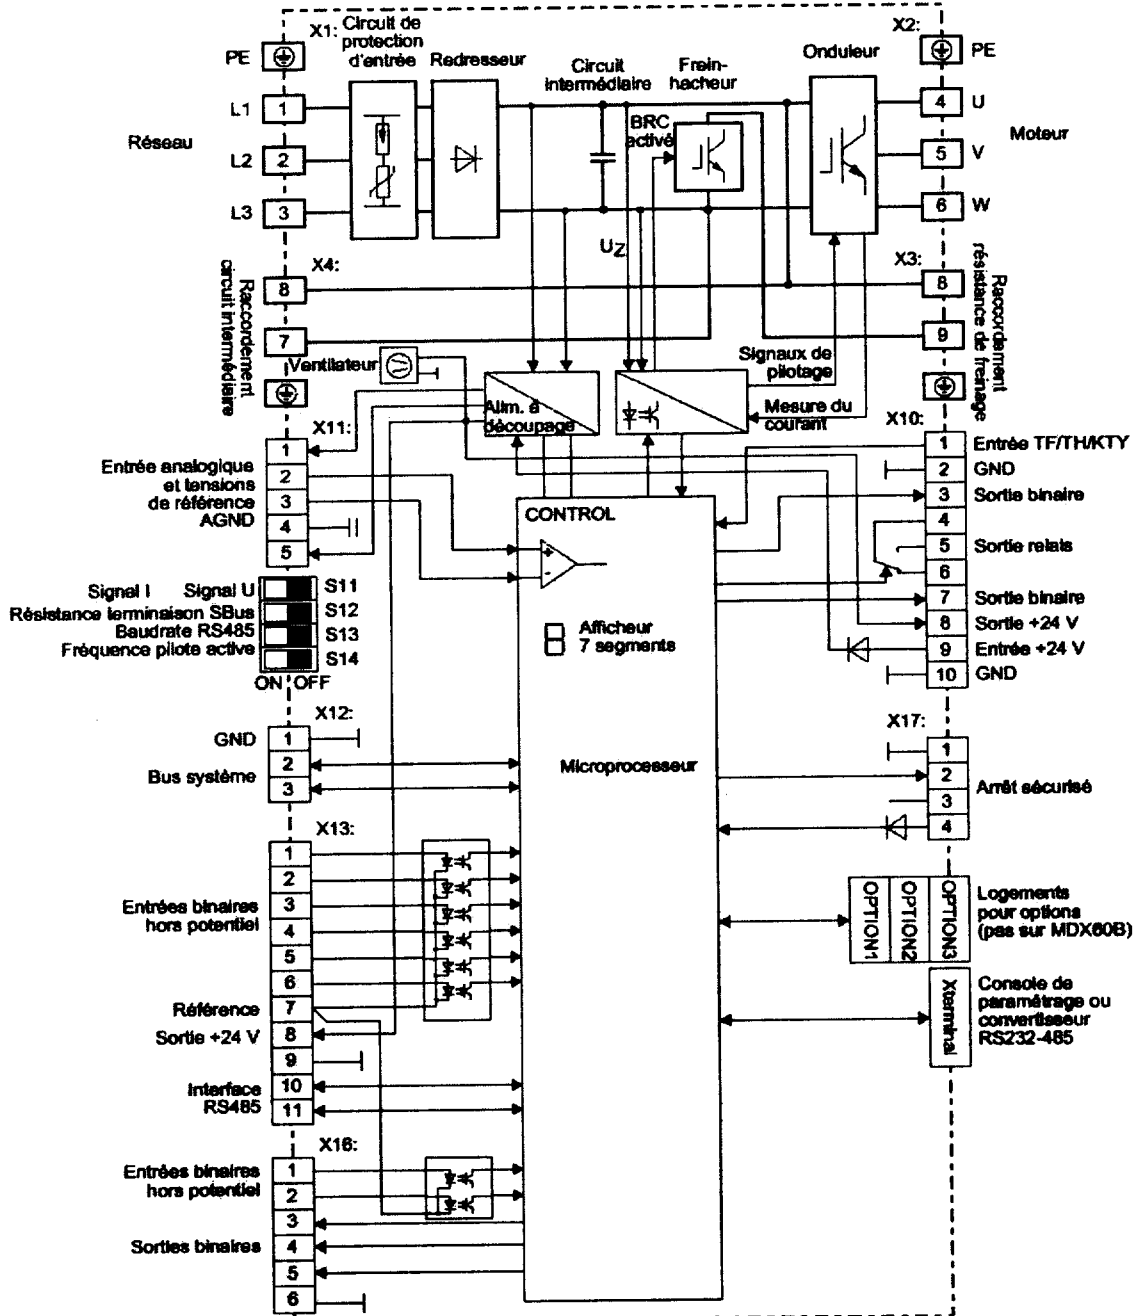 X1:
Circuit de
protection
d'entrée
Redresseur
Circuit
intermédiaire
Frein-
hacheur
Onduleur
X2:
PE
PE
L1
1
4
U
BRC
activé
Réseau
Moteur
L2
2
5
V
L3
3
6
W
UZ
X4:
X3:
8
8
7
9
Raccordement
circuit intermédiaire
Raccordement
résistance de freinage
Ventilateur
Signaux de
pilotage
Alim. à
découpage
Mesure du
courant
X11:
1
2
3
4
5
Entrée analogique
et tensions
de référence
AGND
X10:
1 Entrée TF/TH/KTY
2 GND
3 Sortie binaire
4
5 Sortie relais
6
7 Sortie binaire
8 Sortie +24 V
9 Entrée +24 V
10 GND
CONTROL
+
-
Afficheur
7 segments
Microprocesseur
Signal I Signal U S11
Résistance terminaison SBus S12
Baudrate RS485 S13
Fréquence pilote active S14
ON OFF
X12:
GND 1
2
Bus système
3
X17:
1
2
Arrêt sécurisé
3
4
X13:
1
2
3
Entrées binaires
hors potentiel
4
5
6
Référence 7
Sortie +24 V 8
9
10
Interface
RS485
11
OPTION1
OPTION2
OPTION3
Logements
pour options
(pas sur MDX60B)
Xterminal
Console de
paramétrage ou
convertisseur
RS232-485
X16:
1
Entrées binaires
hors potentiel
2
3
Sorties binaires 4
5
6